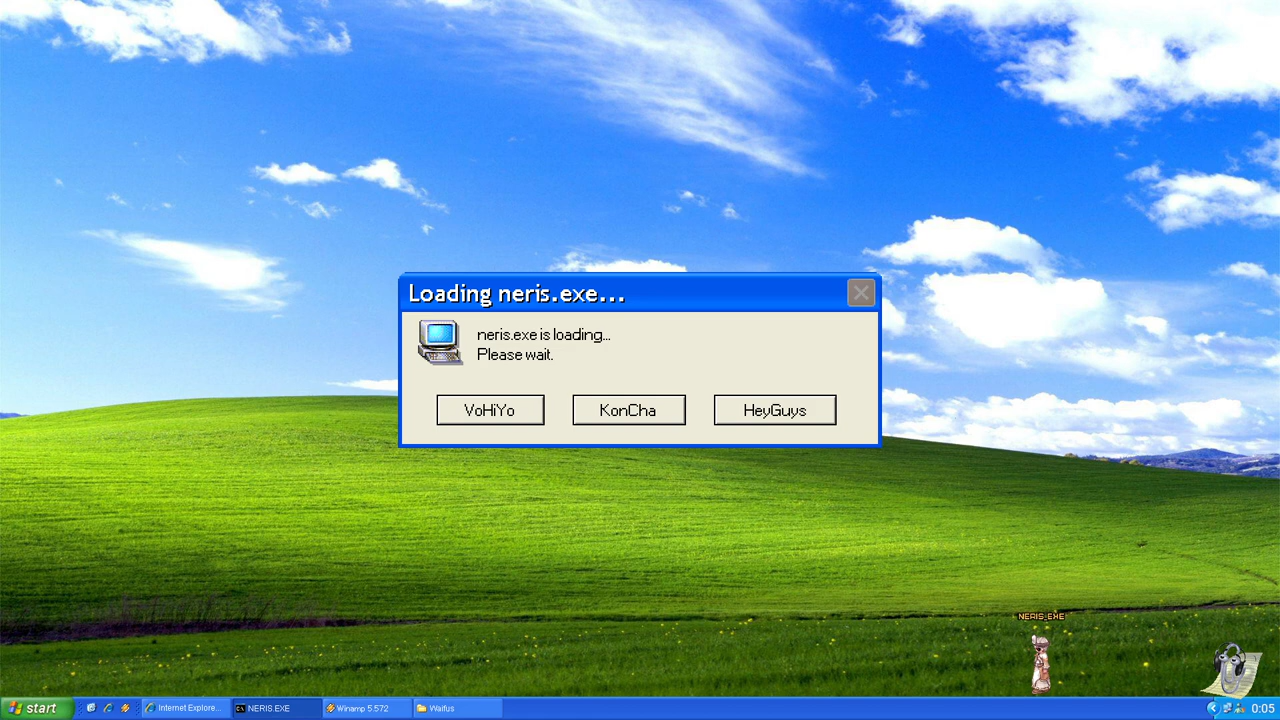 Loading neris.exe...
neris.exe is loading...
Please wait.
VoHiYo
KonCha
HeyGuys
NERIS_EXE
start
Internet Explore...
NERIS.EXE
Winamp 5.572
Waifus
0:05